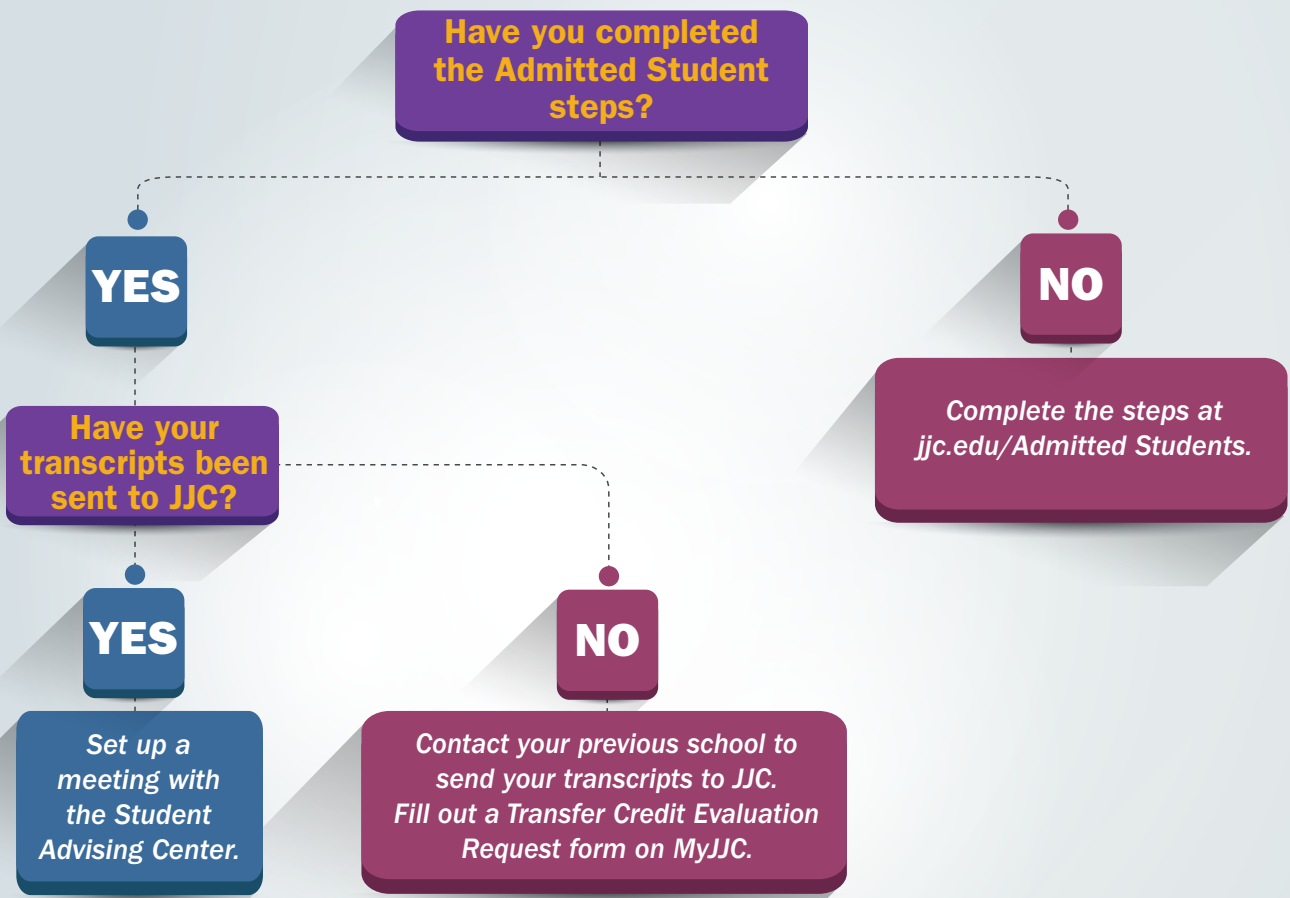 Have you completed
the Admitted Student
steps?
YES
NO
Complete the steps at
jjc.edu/Admitted Students.
Have your
transcripts been
sent to JJC?
YES
NO
Set up a
meeting with
the Student
Advising Center.
Contact your previous school to
send your transcripts to JJC.
Fill out a Transfer Credit Evaluation
Request form on MyJJC.